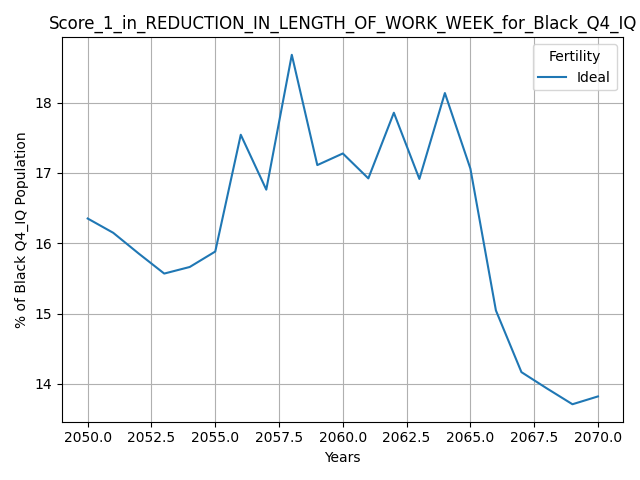 Score_1_in_REDUCTION_IN_LENGTH_OF_WORK_WEEK_for_Black_Q4_IQ
Fertility
Ideal
% of Black Q4_IQ Population
18
17
16
15
14
2050.0 2052.5 2055.0 2057.5 2060.0 2062.5 2065.0 2067.5 2070.0
Years